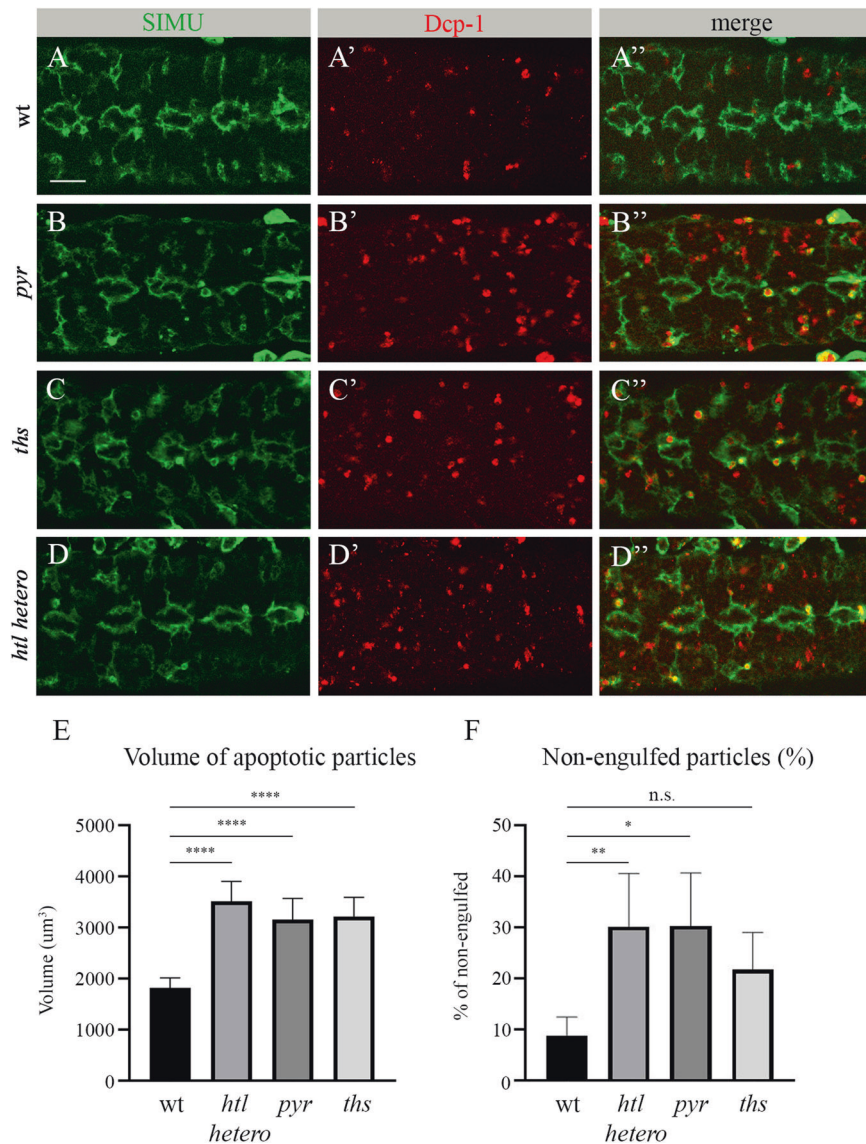 SIMU Dcp-1 merge
wt A A’ A’’
pyr B B’ B’’
ths C C’ C’’
htl hetero D D’ D’’
E F
Volume of apoptotic particles Non-engulfed particles (%)
**** n.s.
**** *
**** **
Volume (um³)
5000
4000
3000
2000
1000
0
wt htl hetero pyr ths
% of non-engulfed
50
40
30
20
10
0
wt htl hetero pyr ths